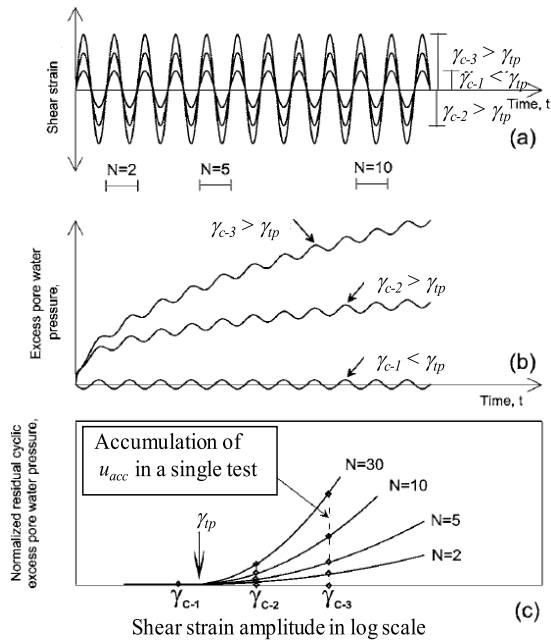 Shear strain
γc-3 > γtp
γc-1 < γtp
Time, t
γc-2 > γtp
(a)
N=2
N=5
N=10
Excess pore water
pressure,
γc-3 > γtp
γc-2 > γtp
γc-1 < γtp
(b)
Time, t
Normalized residual cyclic
excess pore water pressure,
Accumulation of
uacc in a single test
N=30
N=10
γtp
N=5
N=2
γC-1
γC-2
γC-3
(c)
Shear strain amplitude in log scale